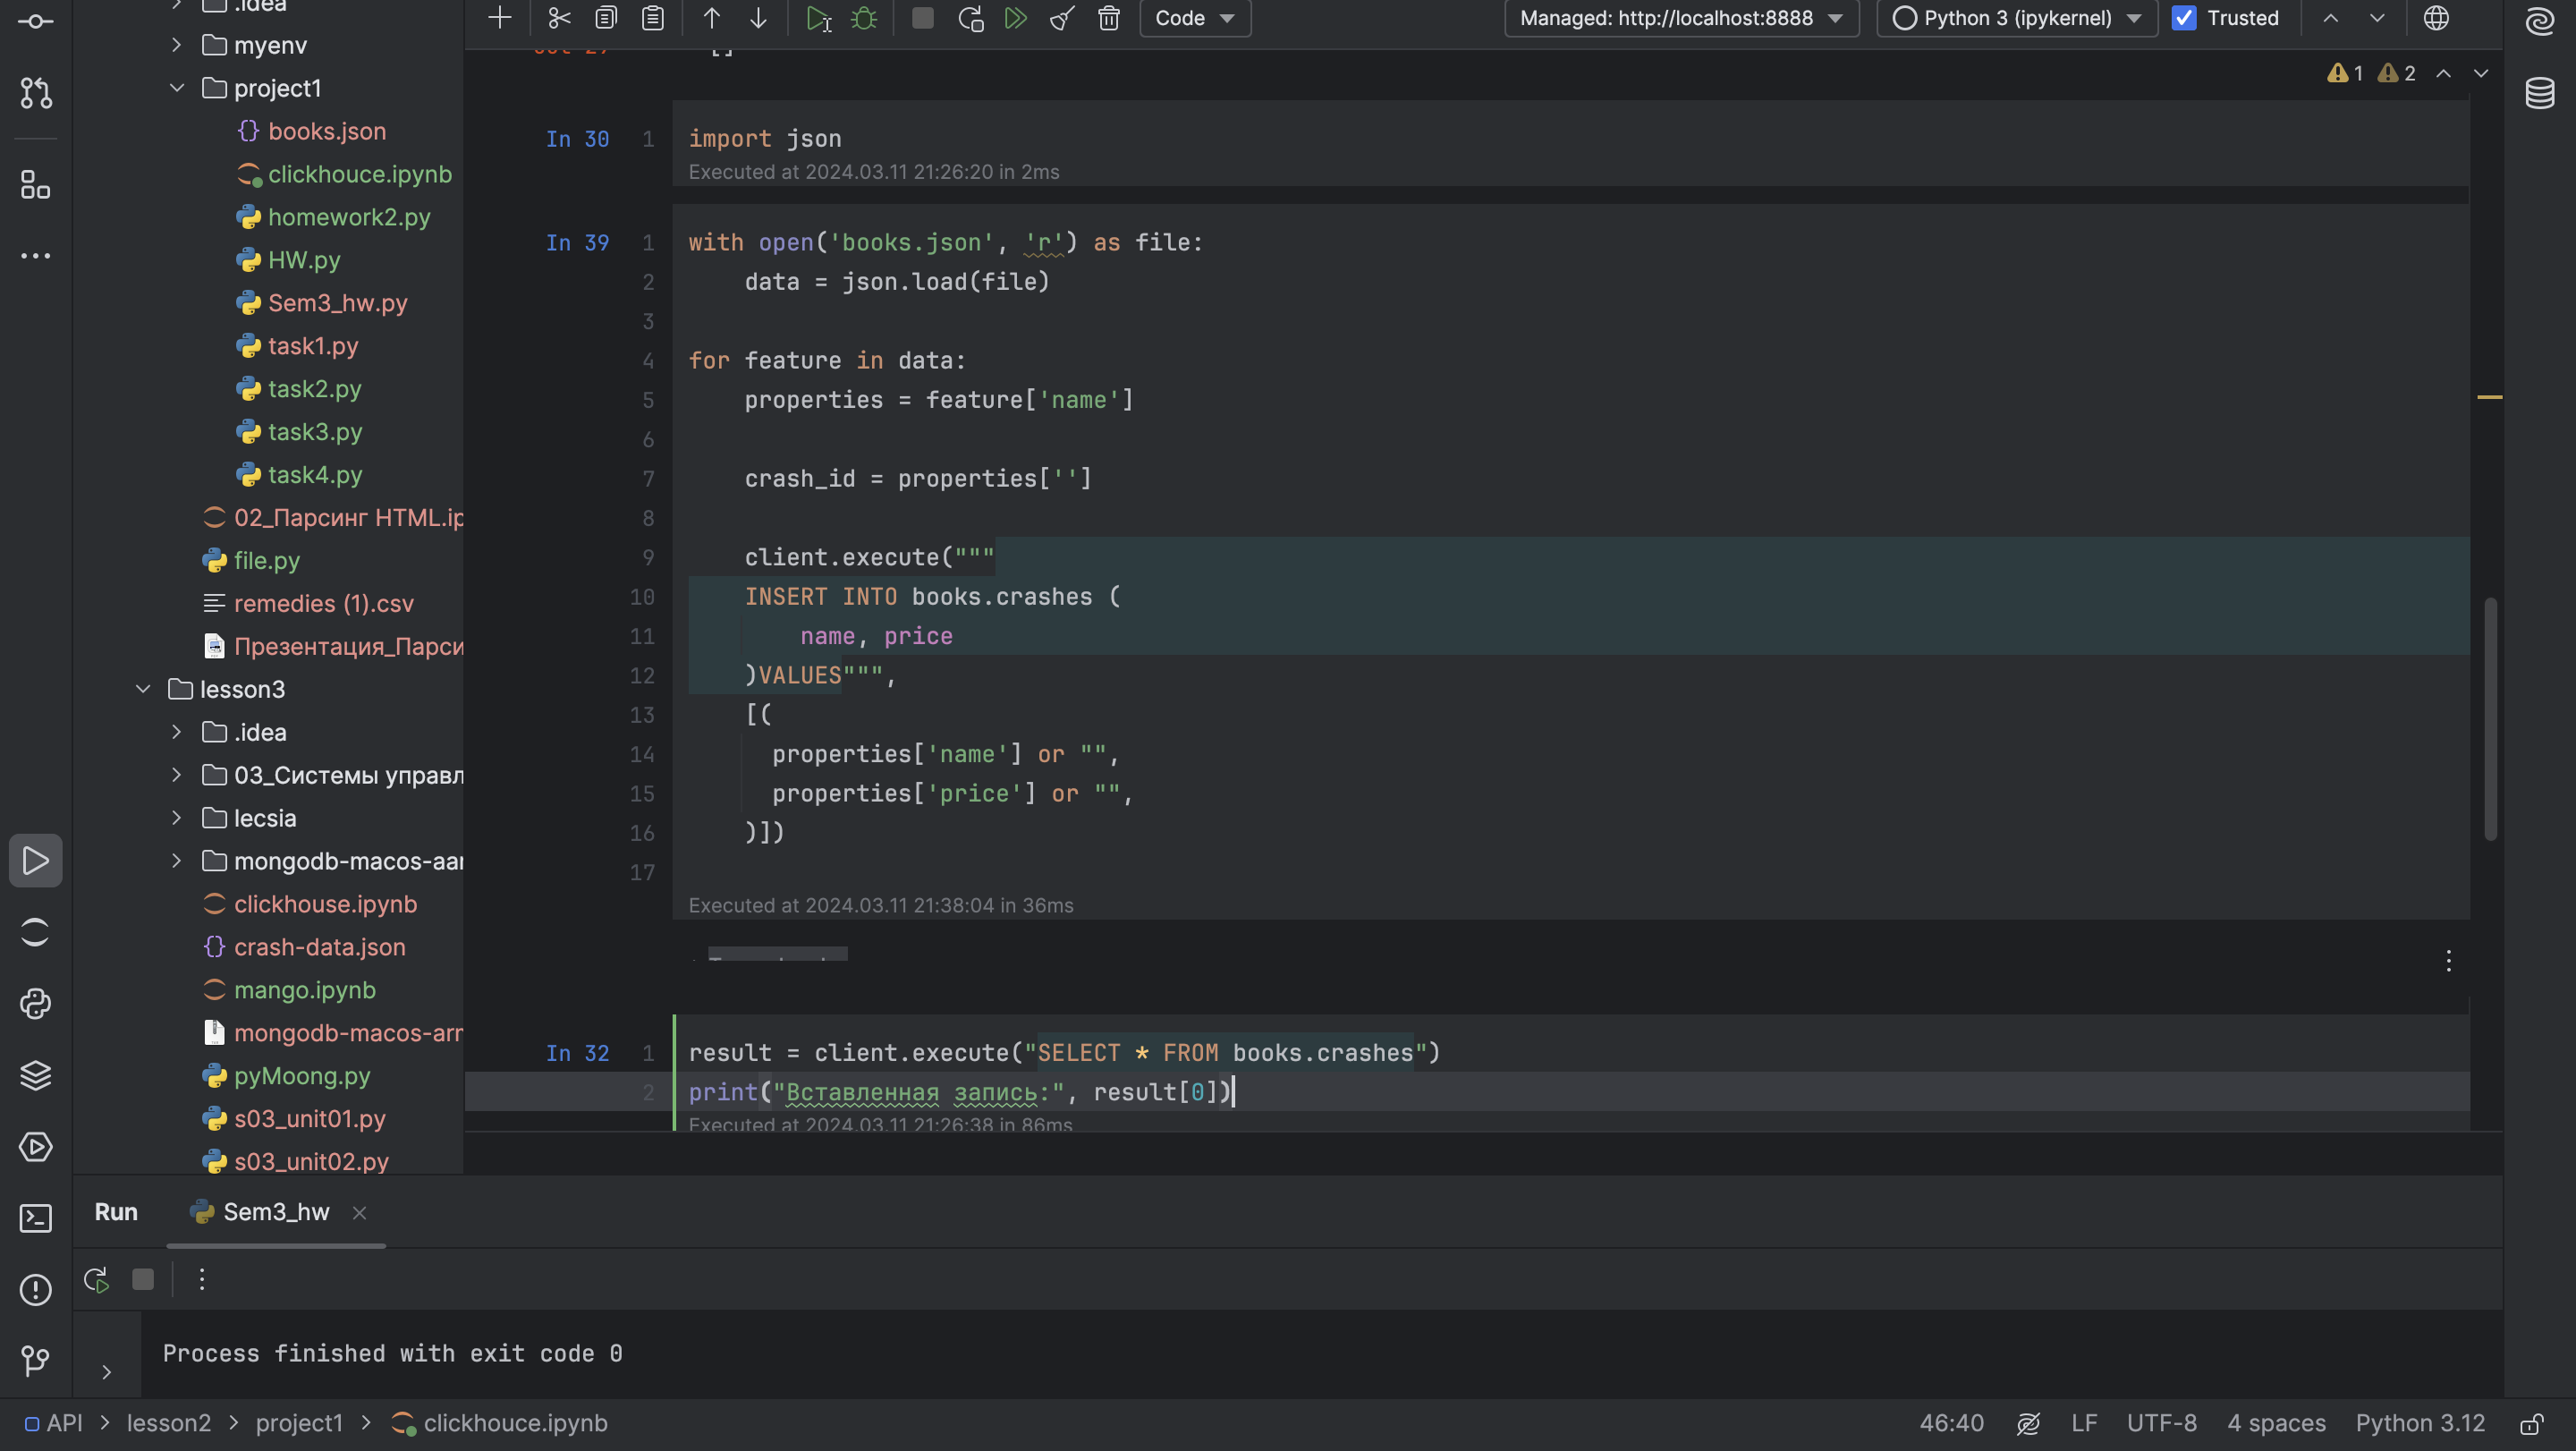 .idea
myenv
project1
books.json
clickhouce.ipynb
homework2.py
HW.py
Sem3_hw.py
task1.py
task2.py
task3.py
task4.py
02_Парсинг HTML.ip
file.py
remedies (1).csv
Презентация_Парси
lesson3
.idea
03_Системы управл
lecsia
mongodb-macos-aar
clickhouse.ipynb
crash-data.json
mango.ipynb
mongodb-macos-arr
pyMoong.py
s03_unit01.py
s03_unit02.py
Code
Managed: http://localhost:8888
Python 3 (ipykernel)
Trusted
[]
1 2
In 30
1 import json
Executed at 2024.03.11 21:26:20 in 2ms
In 39
1 with open('books.json', 'r') as file:
2 data = json.load(file)
3
4 for feature in data:
5 properties = feature['name']
6
7 crash_id = properties['']
8
9 client.execute("""
10 INSERT INTO books.crashes (
11 name, price
12 )VALUES""",
13 [(
14 properties['name'] or "",
15 properties['price'] or "",
16 )])
17
Executed at 2024.03.11 21:38:04 in 36ms
In 32
1 result = client.execute("SELECT * FROM books.crashes")
2 print("Вставленная запись:", result[0])
Executed at 2024.03.11 21:26:38 in 86ms
Run
Sem3_hw
Process finished with exit code 0
API > lesson2 > project1 > clickhouce.ipynb
46:40
LF
UTF-8
4 spaces
Python 3.12